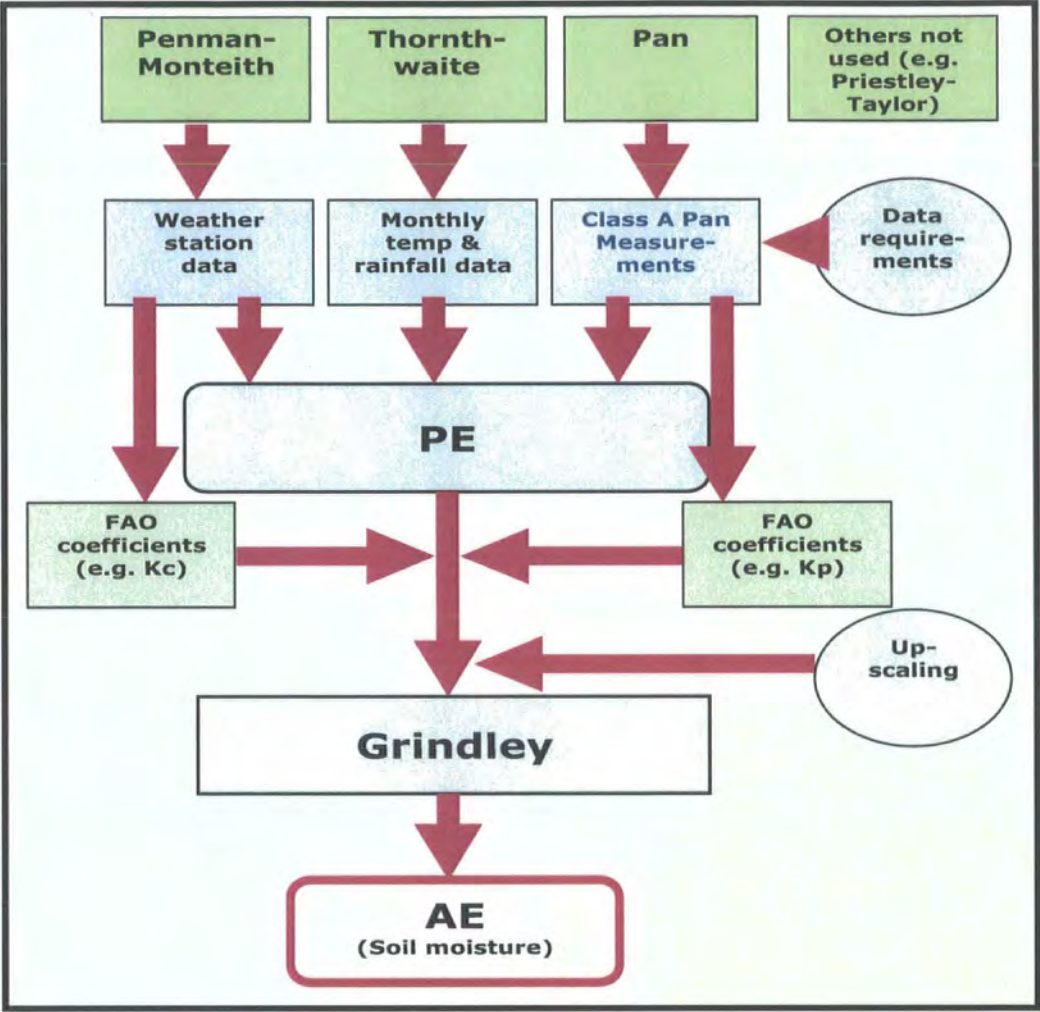 Penman-
Monteith
Thornth-
waite
Pan
Others not
used (e.g.
Priestley-
Taylor)
Weather
station
data
Monthly
temp &
rainfall data
Class A Pan
Measure-
ments
Data
require-
ments
PE
FAO
coefficients
(e.g. Kc)
FAO
coefficients
(e.g. Kp)
Up-
scaling
Grindley
AE
(Soil moisture)